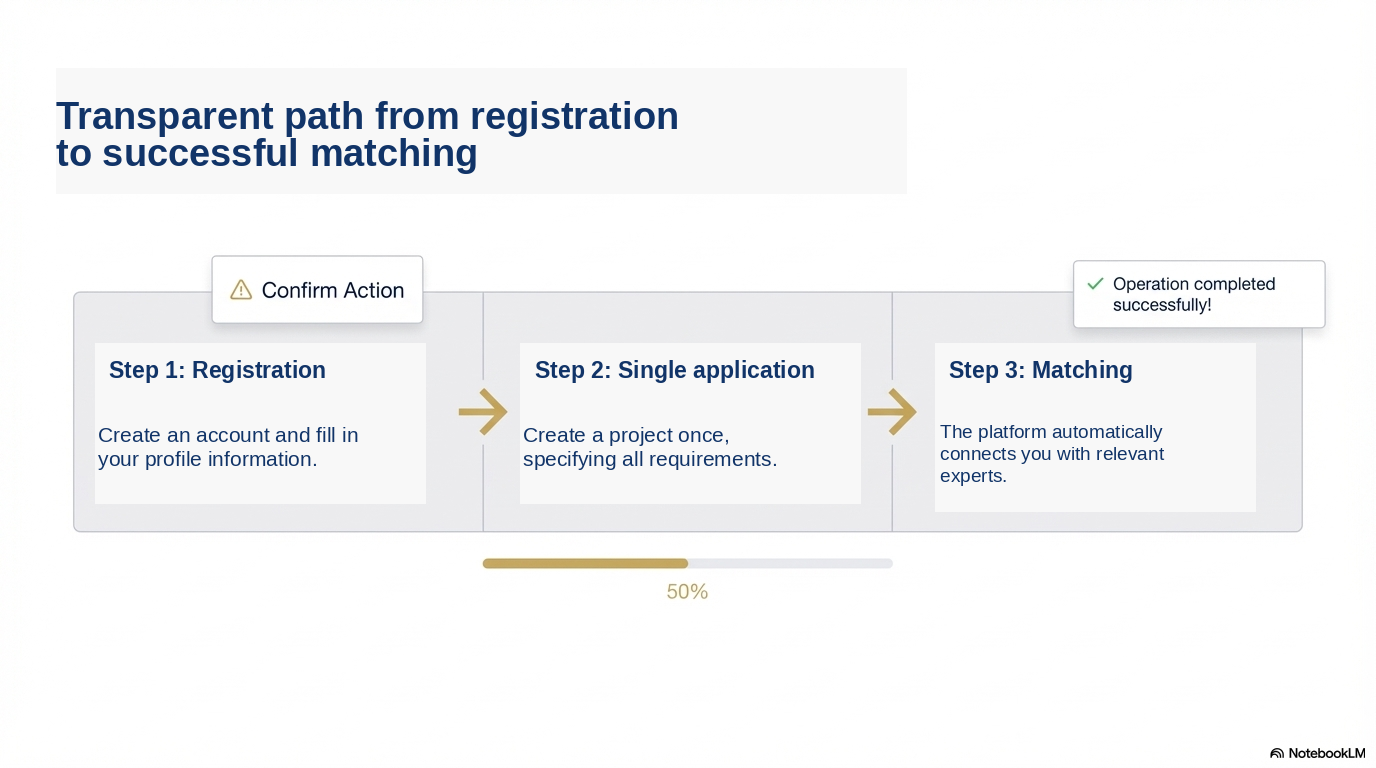 Transparent path from registration
to successful matching
Confirm Action
Operation completed
successfully!
Step 1: Registration
Create an account and fill in
your profile information.
Step 2: Single application
Create a project once,
specifying all requirements.
Step 3: Matching
The platform automatically
connects you with relevant
experts.
50%
NotebookLM